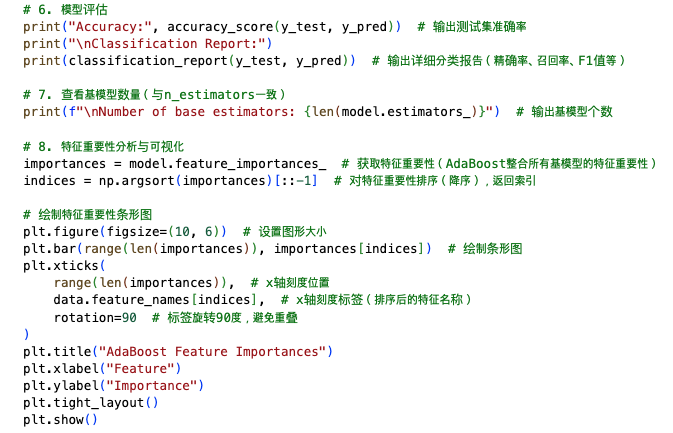 # 6. 模型评估
print("Accuracy:", accuracy_score(y_test, y_pred))  # 输出测试集准确率
print("\nClassification Report:")
print(classification_report(y_test, y_pred))  # 输出详细分类报告（精确率、召回率、F1值等）

# 7. 查看基模型数量（与n_estimators一致）
print(f"\nNumber of base estimators: {len(model.estimators_)}")  # 输出基模型个数

# 8. 特征重要性分析与可视化
importances = model.feature_importances_  # 获取特征重要性（AdaBoost整合所有基模型的特征重要性）
indices = np.argsort(importances)[::-1]  # 对特征重要性排序（降序），返回索引

# 绘制特征重要性条形图
plt.figure(figsize=(10, 6))  # 设置图形大小
plt.bar(range(len(importances)), importances[indices])  # 绘制条形图
plt.xticks(
    range(len(importances)),  # x轴刻度位置
    data.feature_names[indices],  # x轴刻度标签（排序后的特征名称）
    rotation=90  # 标签旋转90度，避免重叠
)
plt.title("AdaBoost Feature Importances")
plt.xlabel("Feature")
plt.ylabel("Importance")
plt.tight_layout()
plt.show()